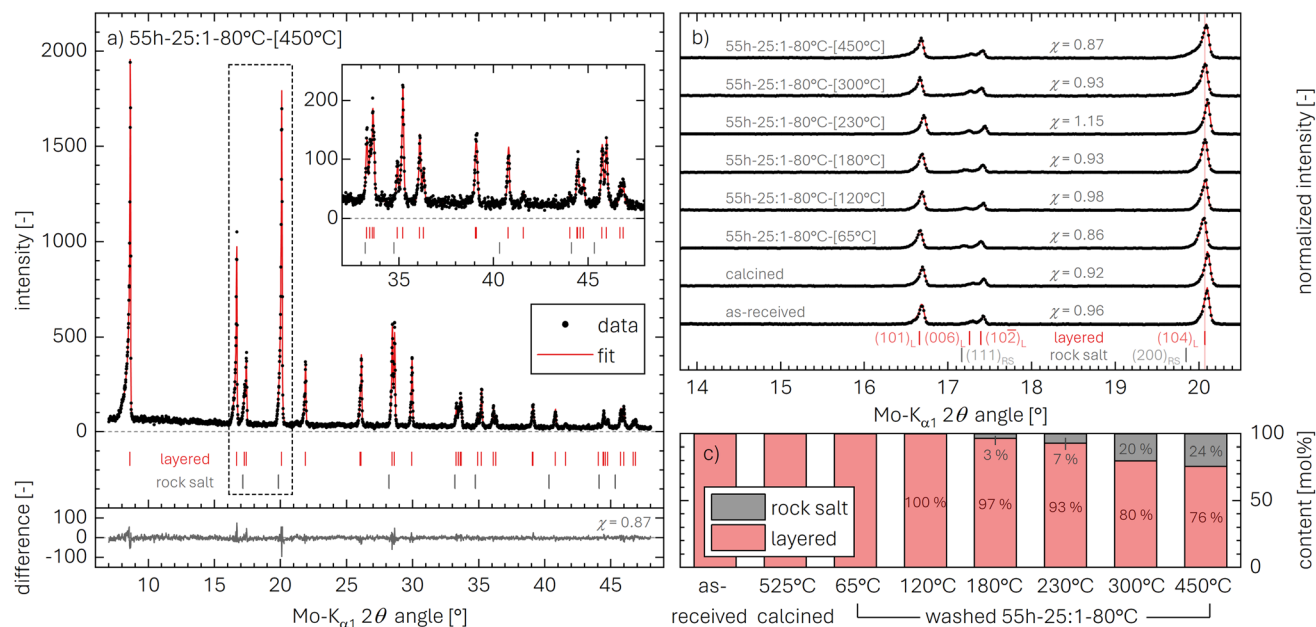 a) 55h-25:1-80°C-[450°C]
intensity [-]
2000
1500
1000
500
0
200
100
0
35
40
45
data
fit
layered
rock salt
difference [-]
100
0
-100
χ = 0.87
10
15
20
25
30
35
40
45
Mo-Kα1 2θ angle [°]
b)
55h-25:1-80°C-[450°C] χ = 0.87
55h-25:1-80°C-[300°C] χ = 0.93
55h-25:1-80°C-[230°C] χ = 1.15
55h-25:1-80°C-[180°C] χ = 0.93
55h-25:1-80°C-[120°C] χ = 0.98
55h-25:1-80°C-[65°C] χ = 0.86
calcined χ = 0.92
as-received χ = 0.96
(101)L (006)L (102̅)L layered (104)L
(111)RS rock salt (200)RS
normalized intensity [-]
14 15 16 17 18 19 20
Mo-Kα1 2θ angle [°]
c)
rock salt
layered
100 %
3 %
97 %
7 %
93 %
20 %
80 %
24 %
76 %
100
50
0
content [mol%]
as- 525°C 65°C 120°C 180°C 230°C 300°C 450°C
received calcined washed 55h-25:1-80°C